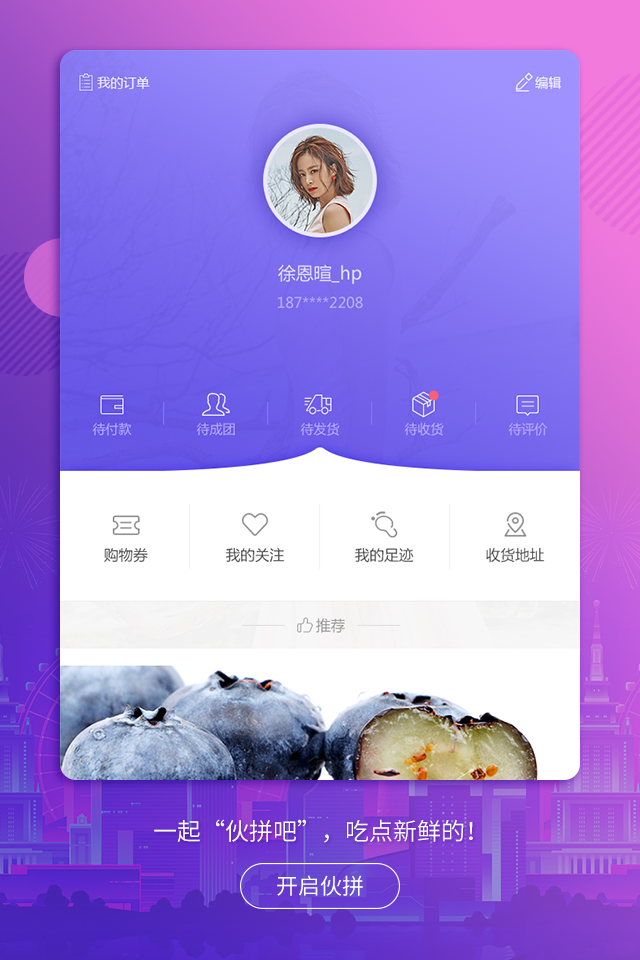 我的订单 编辑
徐恩暄_hp
187****2208
待付款 待成团 待发货 待收货 待评价
购物券 我的关注 我的足迹 收货地址
推荐
一起“伙拼吧”，吃点新鲜的！
开启伙拼